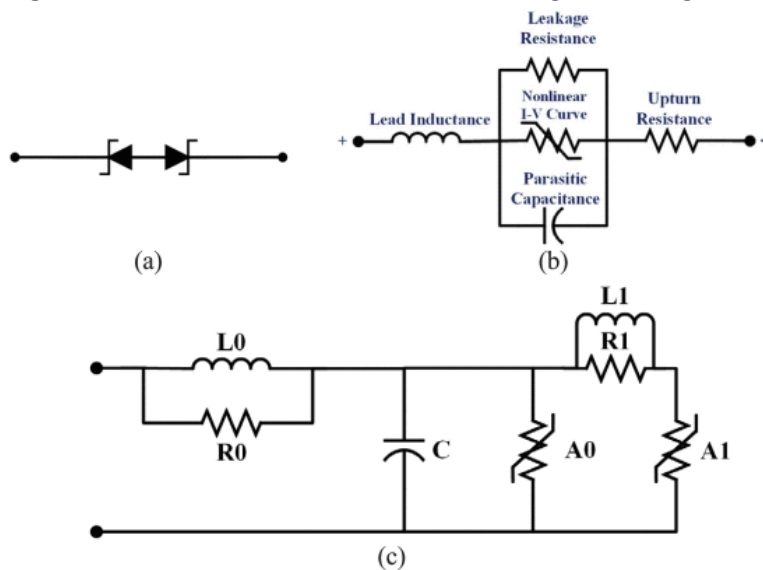 Leakage
Resistance
Nonlinear
I-V Curve
Lead Inductance
Upturn
Resistance
+
-
Parasitic
Capacitance
(a)
(b)
L1
R1
L0
R0
C
A0
A1
(c)